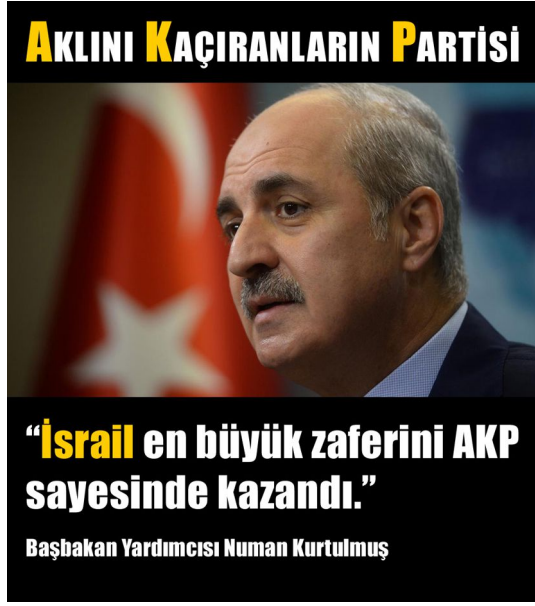 AKLINI KAÇIRANLARIN PARTİSİ
“İsrail en büyük zaferini AKP
sayesinde kazandı.”
Başbakan Yardımcısı Numan Kurtulmuş